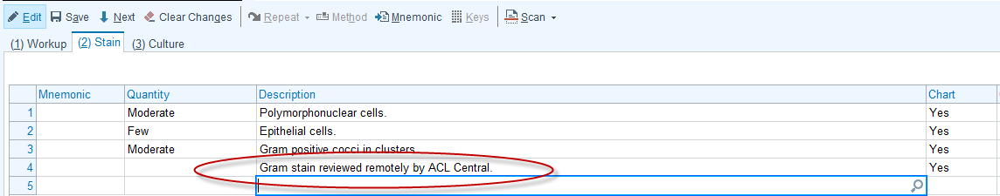 Edit Save Next Clear Changes Repeat Method Mnemonic Keys Scan
(1) Workup (2) Stain (3) Culture
Mnemonic Quantity Description Chart
1 Moderate Polymorphonuclear cells. Yes
2 Few Epithelial cells. Yes
3 Moderate Gram positive cocci in clusters Yes
4 Gram stain reviewed remotely by ACL Central. Yes
5